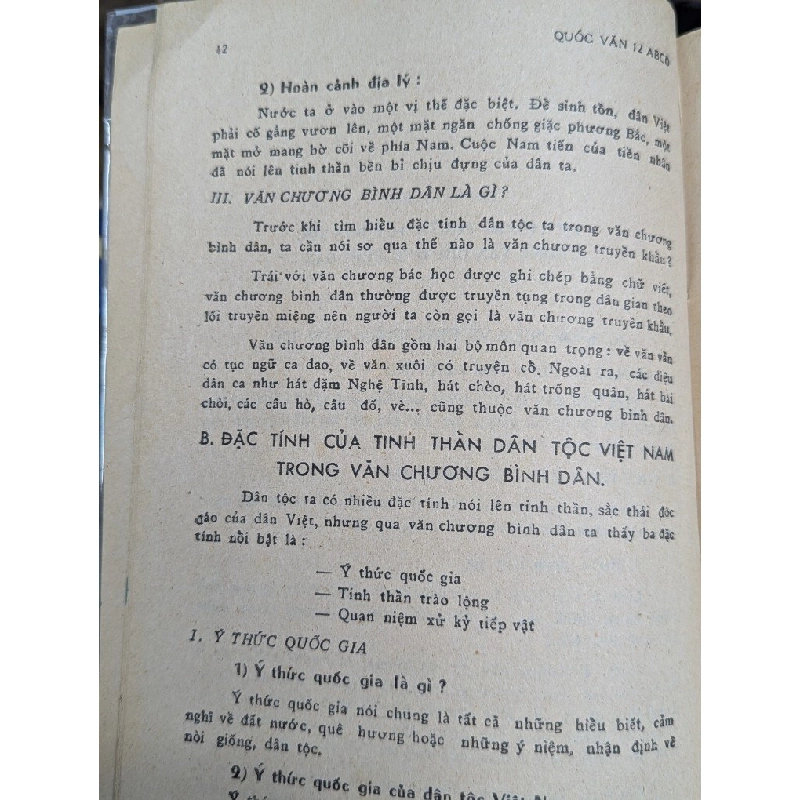 12
QUỐC VĂN 12 ABCD
2) Hoàn cảnh địa lý :
Nước ta ở vào một vị thế đặc biệt. Để sinh tồn, dân Việt
phải cố gắng vươn lên, một mặt ngăn chống giặc phương Bắc, một
mặt mở mang bờ cõi về phía Nam. Cuộc Nam tiến của tiền nhân
đã nói lên tinh thần bền bỉ chịu đựng của dân ta.
III. VĂN CHƯƠNG BÌNH DÂN LÀ GÌ ?
Trước khi tìm hiểu đặc tính dân tộc ta trong văn chương
bình dân, ta cần nói sơ qua thế nào là văn chương truyền khẩu ?
Trái với văn chương bác học được ghi chép bằng chữ viết,
văn chương bình dân thường được truyền tụng trong dân gian theo
lối truyền miệng nên người ta còn gọi là văn chương truyền khẩu.
Văn chương bình dân gồm hai bộ môn quan trọng : về văn vần
có tục ngữ ca dao, về văn xuôi có truyện cổ. Ngoài ra, các điệu
dân ca như hát dặm Nghệ Tĩnh, hát chèo, hát trống quân, hát bài
chòi, các câu hò, câu đố, vè... cũng thuộc văn chương bình dân.
B. ĐẶC TÍNH CỦA TINH THẦN DÂN TỘC VIỆT NAM
TRONG VĂN CHƯƠNG BÌNH DÂN.
Dân tộc ta có nhiều đặc tính nói lên tinh thần, sắc thái độc
đáo của dân Việt, nhưng qua văn chương bình dân ta thấy ba đặc
tính nổi bật là :
— Ý thức quốc gia
— Tinh thần trào lộng
— Quan niệm xử kỷ tiếp vật
I. Ý THỨC QUỐC GIA
1) Ý thức quốc gia là gì ?
Ý thức quốc gia nói chung là tất cả những hiểu biết, cảm
nghĩ về đất nước, quê hương hoặc những ý niệm, nhận định về
nòi giống, dân tộc.
2) Ý thức quốc gia của dân tộc Việt